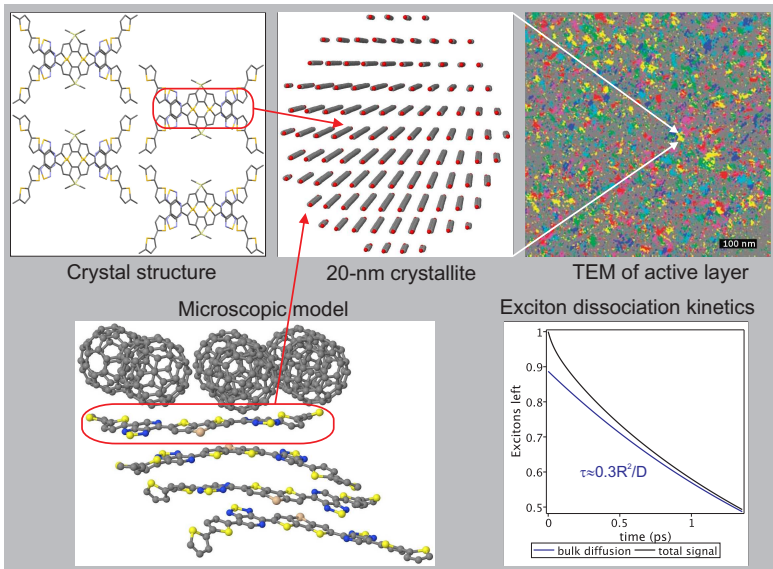 Crystal structure
20-nm crystallite
100 nm
TEM of active layer
Microscopic model
Exciton dissociation kinetics
1
0.9
0.8
0.7
0.6
0.5
Excitons left
τ≈0.3R²/D
0
0.5
1
time (ps)
bulk diffusion
total signal